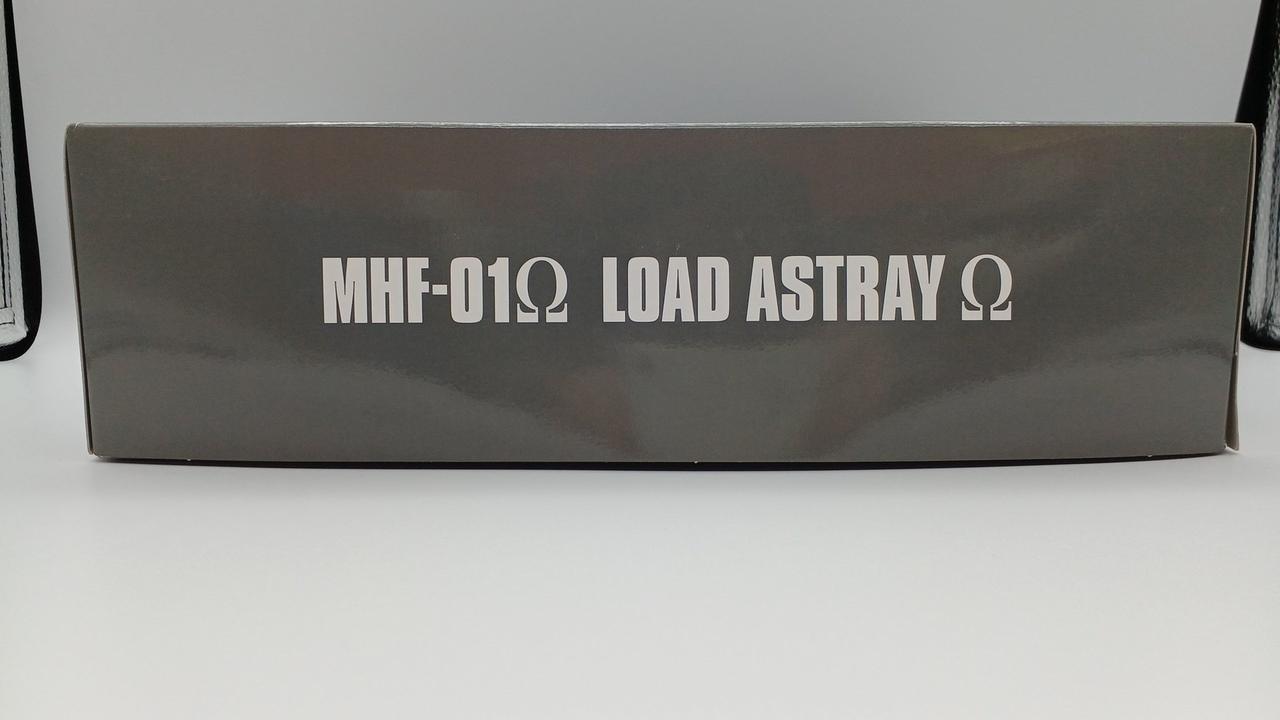 MHF-01Ω LOAD ASTRAY Ω